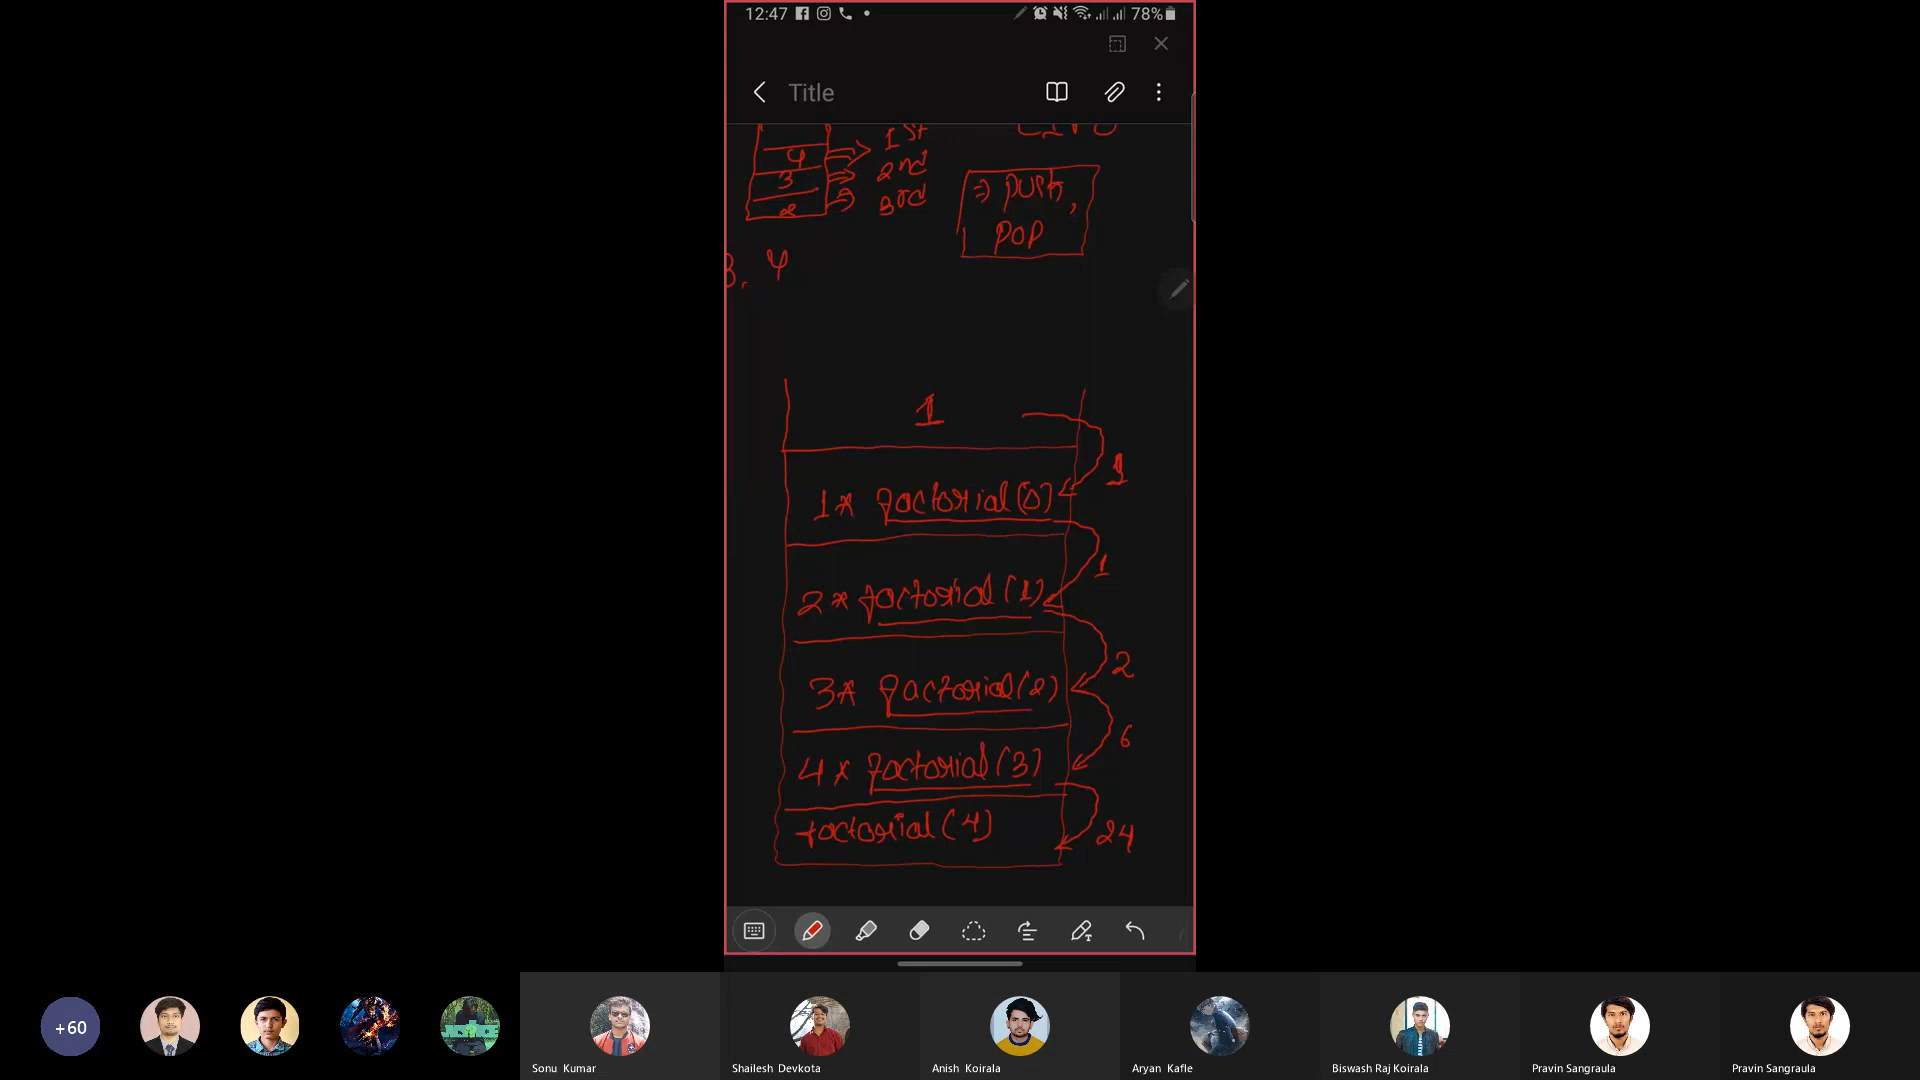 12:47
78%
Title
1st
4
2nd
3
3rd
2
=> push,
pop
3, 4
1
1
1* factorial(0)
1
2* factorial(1)
2
3* factorial(2)
6
4* factorial(3)
factorial(4)
24
+60
JUSTICE
Sonu Kumar
Shailesh Devkota
Anish Koirala
Aryan Kafle
Biswash Raj Koirala
Pravin Sangraula
Pravin Sangraula